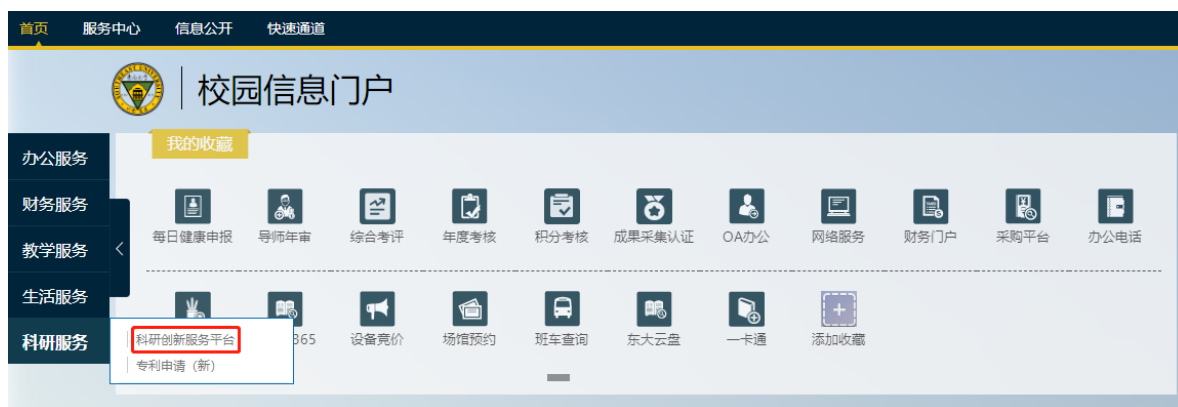 首页 服务中心 信息公开 快速通道
校园信息门户
我的收藏
办公服务
财务服务
教学服务
生活服务
科研服务
每日健康申报 导师年审 综合考评 年度考核 积分考核 成果采集认证 OA办公 网络服务 财务门户 采购平台 办公电话
365 设备竞价 场馆预约 班车查询 东大云盘 一卡通 添加收藏
科研创新服务平台
专利申请（新）